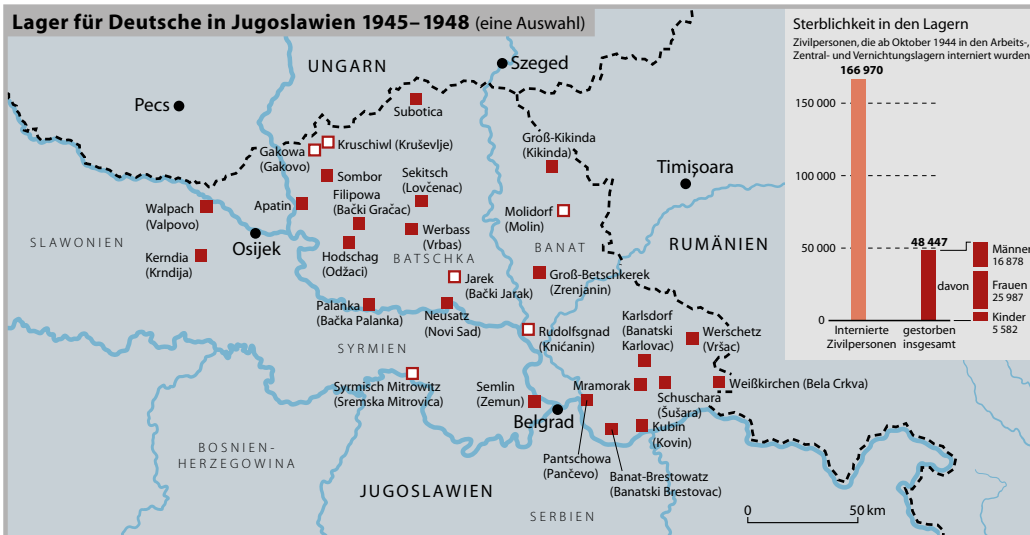 Lager für Deutsche in Jugoslawien 1945–1948 (eine Auswahl)
Sterblichkeit in den Lagern
Zivilpersonen, die ab Oktober 1944 in den Arbeits-,
Zentral- und Vernichtungslagern interniert wurden
166 970
150 000
100 000
50 000
0
48 447
davon
Männer
16 878
Frauen
25 987
Kinder
5 582
Internierte
Zivilpersonen
gestorben
insgesamt
UNGARN
Szeged
Pecs
Subotica
Kruschiwl (Kruševlje)
Gakowa
(Gakovo)
Groß-Kikinda
(Kikinda)
Timişoara
Sombor
Sekitsch
(Lovčenac)
Filipowa
(Bački Gračac)
Apatin
Walpach
(Valpovo)
Molidorf
(Molin)
SLAWONIEN
Osijek
Werbass
(Vrbas)
BATSCHKA
BANAT
RUMÄNIEN
Hodschag
(Odžaci)
Kerndia
(Krndija)
Jarek
(Bački Jarak)
Groß-Betschkerek
(Zrenjanin)
Palanka
(Bačka Palanka)
Neusatz
(Novi Sad)
Rudolfsgnad
(Knićanin)
Karlsdorf
(Banatski
Karlovac)
Werschetz
(Vršac)
SYRMIEN
Syrmisch Mitrowitz
(Sremska Mitrovica)
Semlin
(Zemun)
Mramorak
Weißkirchen (Bela Crkva)
Schuschara
(Šušara)
Belgrad
Kubin
(Kovin)
Pantschowa
(Pančevo)
Banat-Brestowatz
(Banatski Brestovac)
BOSNIEN-
HERZEGOWINA
JUGOSLAWIEN
SERBIEN
0
50 km